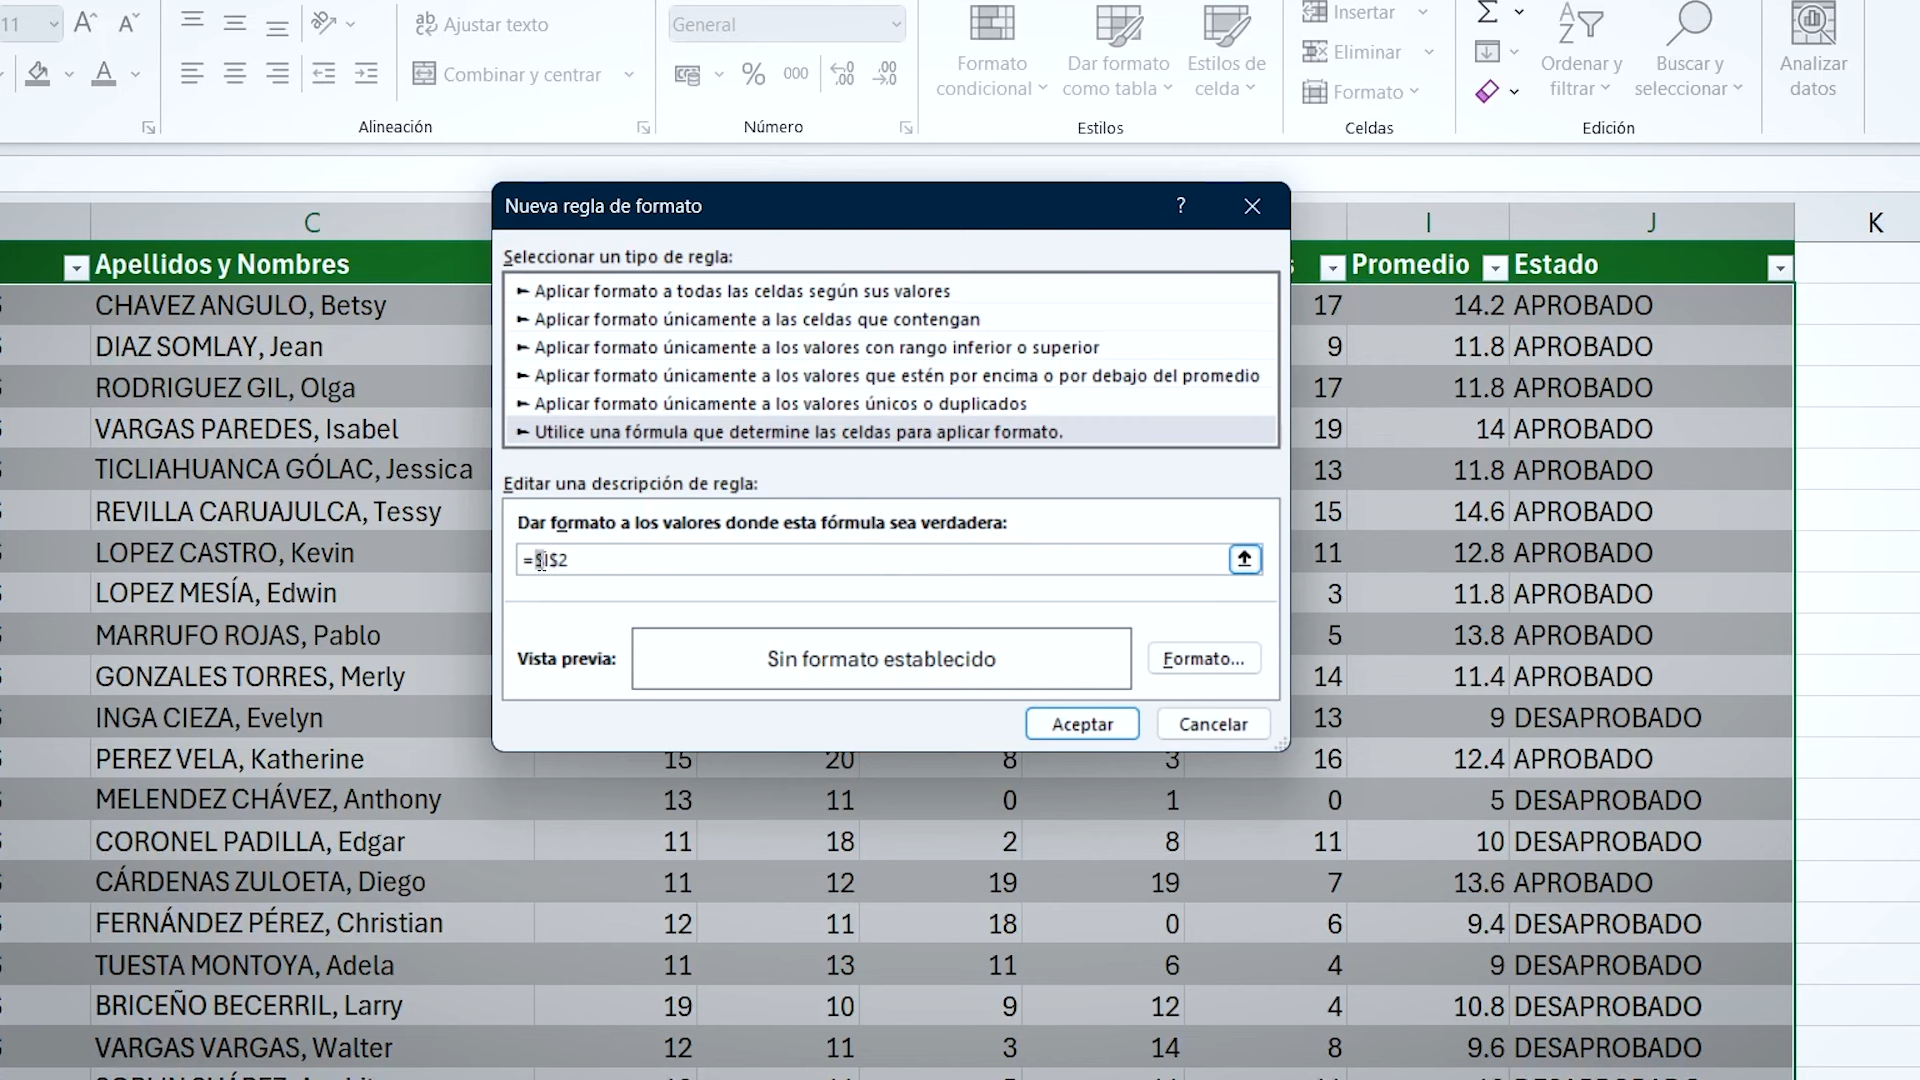 11
Ajustar texto
General
Insertar
Combinar y centrar
% 000
Formato condicional
Dar formato como tabla
Estilos de celda
Eliminar
Formato
Ordenar y filtrar
Buscar y seleccionar
Analizar datos
Alineación
Número
Estilos
Celdas
Edición
C I J K
Apellidos y Nombres Promedio Estado
Nueva regla de formato
Seleccionar un tipo de regla:
Aplicar formato a todas las celdas según sus valores
Aplicar formato únicamente a las celdas que contengan
Aplicar formato únicamente a los valores con rango inferior o superior
Aplicar formato únicamente a los valores que estén por encima o por debajo del promedio
Aplicar formato únicamente a los valores únicos o duplicados
Utilice una fórmula que determine las celdas para aplicar formato.
Editar una descripción de regla:
Dar formato a los valores donde esta fórmula sea verdadera:
=$I$2
Vista previa:
Sin formato establecido
Formato...
Aceptar
Cancelar
CHAVEZ ANGULO, Betsy 17 14.2 APROBADO
DIAZ SOMLAY, Jean 9 11.8 APROBADO
RODRIGUEZ GIL, Olga 17 11.8 APROBADO
VARGAS PAREDES, Isabel 19 14 APROBADO
TICLIAHUANCA GÓLAC, Jessica 13 11.8 APROBADO
REVILLA CARUAJULCA, Tessy 15 14.6 APROBADO
LOPEZ CASTRO, Kevin 11 12.8 APROBADO
LOPEZ MESÍA, Edwin 3 11.8 APROBADO
MARRUFO ROJAS, Pablo 5 13.8 APROBADO
GONZALES TORRES, Merly 14 11.4 APROBADO
INGA CIEZA, Evelyn 13 9 DESAPROBADO
PEREZ VELA, Katherine 15 20 8 3 16 12.4 APROBADO
MELENDEZ CHÁVEZ, Anthony 13 11 0 1 0 5 DESAPROBADO
CORONEL PADILLA, Edgar 11 18 2 8 11 10 DESAPROBADO
CÁRDENAS ZULOETA, Diego 11 12 19 19 7 13.6 APROBADO
FERNÁNDEZ PÉREZ, Christian 12 11 18 0 6 9.4 DESAPROBADO
TUESTA MONTOYA, Adela 11 13 11 6 4 9 DESAPROBADO
BRICEÑO BECERRIL, Larry 19 10 9 12 4 10.8 DESAPROBADO
VARGAS VARGAS, Walter 12 11 3 14 8 9.6 DESAPROBADO